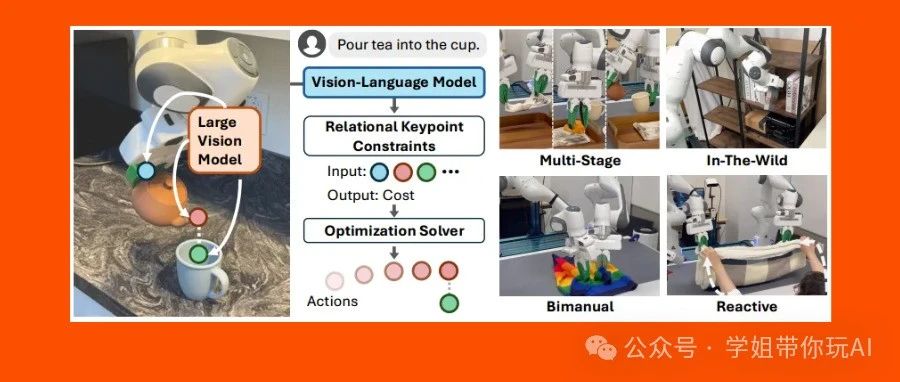 Large
Vision
Model
Pour tea into the cup.
Vision-Language Model
Relational Keypoint
Constraints
Input:
Output: Cost
Optimization Solver
Actions
Multi-Stage
In-The-Wild
Bimanual
Reactive
公众号 · 学姐带你玩AI